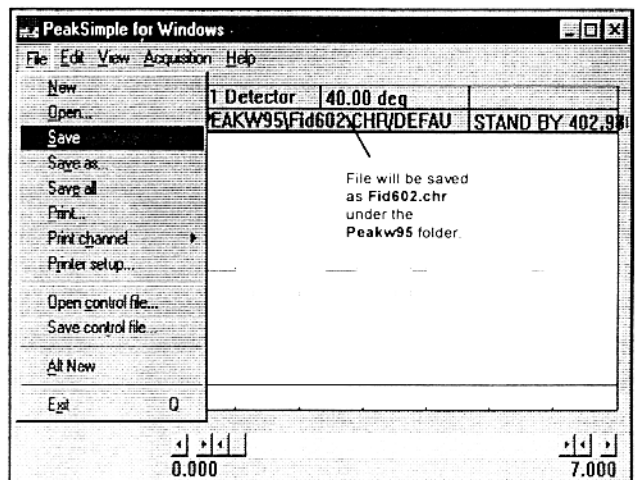 PeakSimple for Windows
File Edit View Acquisition Help
New
Open...
Save
Save as...
Save all
Print...
Print channel
Printer setup...
Open control file...
Save control file...
All New
Exit Q
1 Detector 40.00 deg
EAKW95\Fid602\CHR/DEFAU STAND BY 402,98
File will be saved
as Fid602.chr
under the
Peakw95 folder.
0.000 7.000